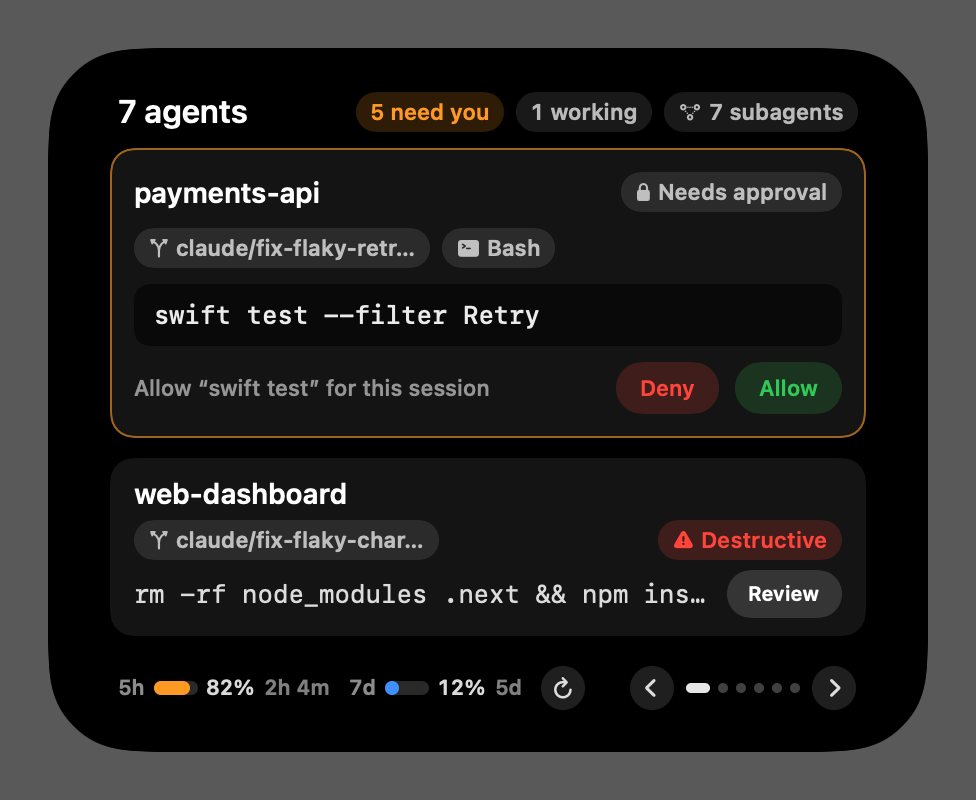 7 agents
5 need you
1 working
7 subagents
payments-api
Needs approval
claude/fix-flaky-retr...
Bash
swift test --filter Retry
Allow “swift test” for this session
Deny
Allow
web-dashboard
claude/fix-flaky-char...
Destructive
rm -rf node_modules .next && npm ins…
Review
5h 82% 2h 4m 7d 12% 5d